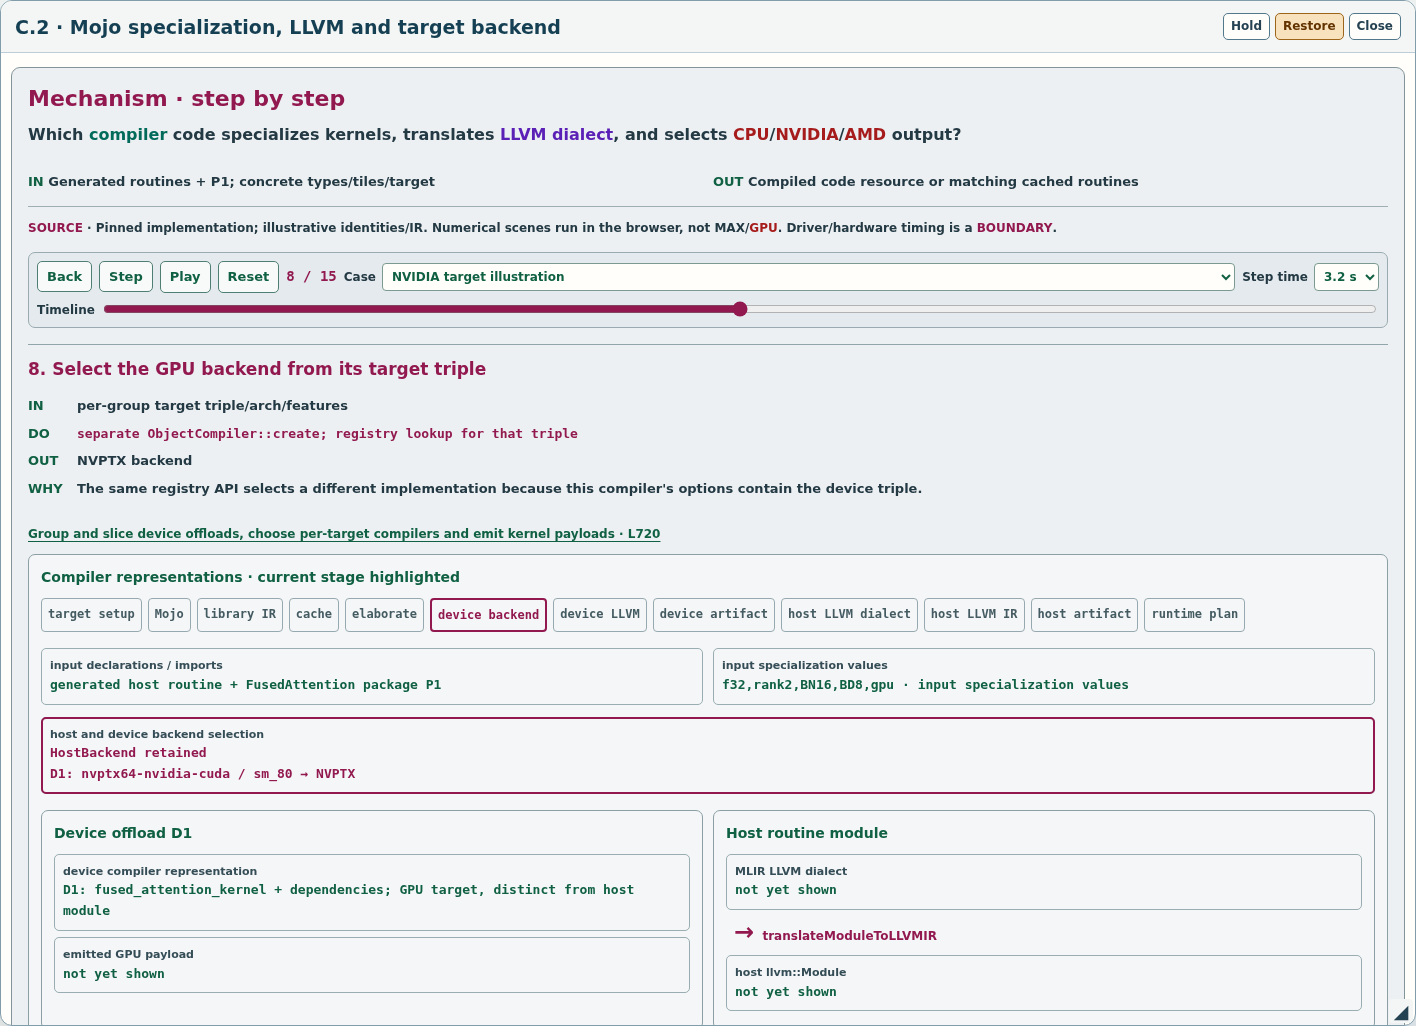 C.2 · Mojo specialization, LLVM and target backend
Hold Restore Close
Mechanism · step by step
Which compiler code specializes kernels, translates LLVM dialect, and selects CPU/NVIDIA/AMD output?
IN Generated routines + P1; concrete types/tiles/target
OUT Compiled code resource or matching cached routines
SOURCE · Pinned implementation; illustrative identities/IR. Numerical scenes run in the browser, not MAX/GPU. Driver/hardware timing is a BOUNDARY.
Back Step Play Reset 8 / 15 Case NVIDIA target illustration Step time 3.2 s
Timeline
8. Select the GPU backend from its target triple
IN per-group target triple/arch/features
DO separate ObjectCompiler::create; registry lookup for that triple
OUT NVPTX backend
WHY The same registry API selects a different implementation because this compiler's options contain the device triple.
Group and slice device offloads, choose per-target compilers and emit kernel payloads · L720
Compiler representations · current stage highlighted
target setup Mojo library IR cache elaborate device backend device LLVM device artifact host LLVM dialect host LLVM IR host artifact runtime plan
input declarations / imports
generated host routine + FusedAttention package P1
input specialization values
f32,rank2,BN16,BD8,gpu · input specialization values
host and device backend selection
HostBackend retained
D1: nvptx64-nvidia-cuda / sm_80 → NVPTX
Device offload D1
device compiler representation
D1: fused_attention_kernel + dependencies; GPU target, distinct from host
module
emitted GPU payload
not yet shown
Host routine module
MLIR LLVM dialect
not yet shown
→ translateModuleToLLVMIR
host llvm::Module
not yet shown